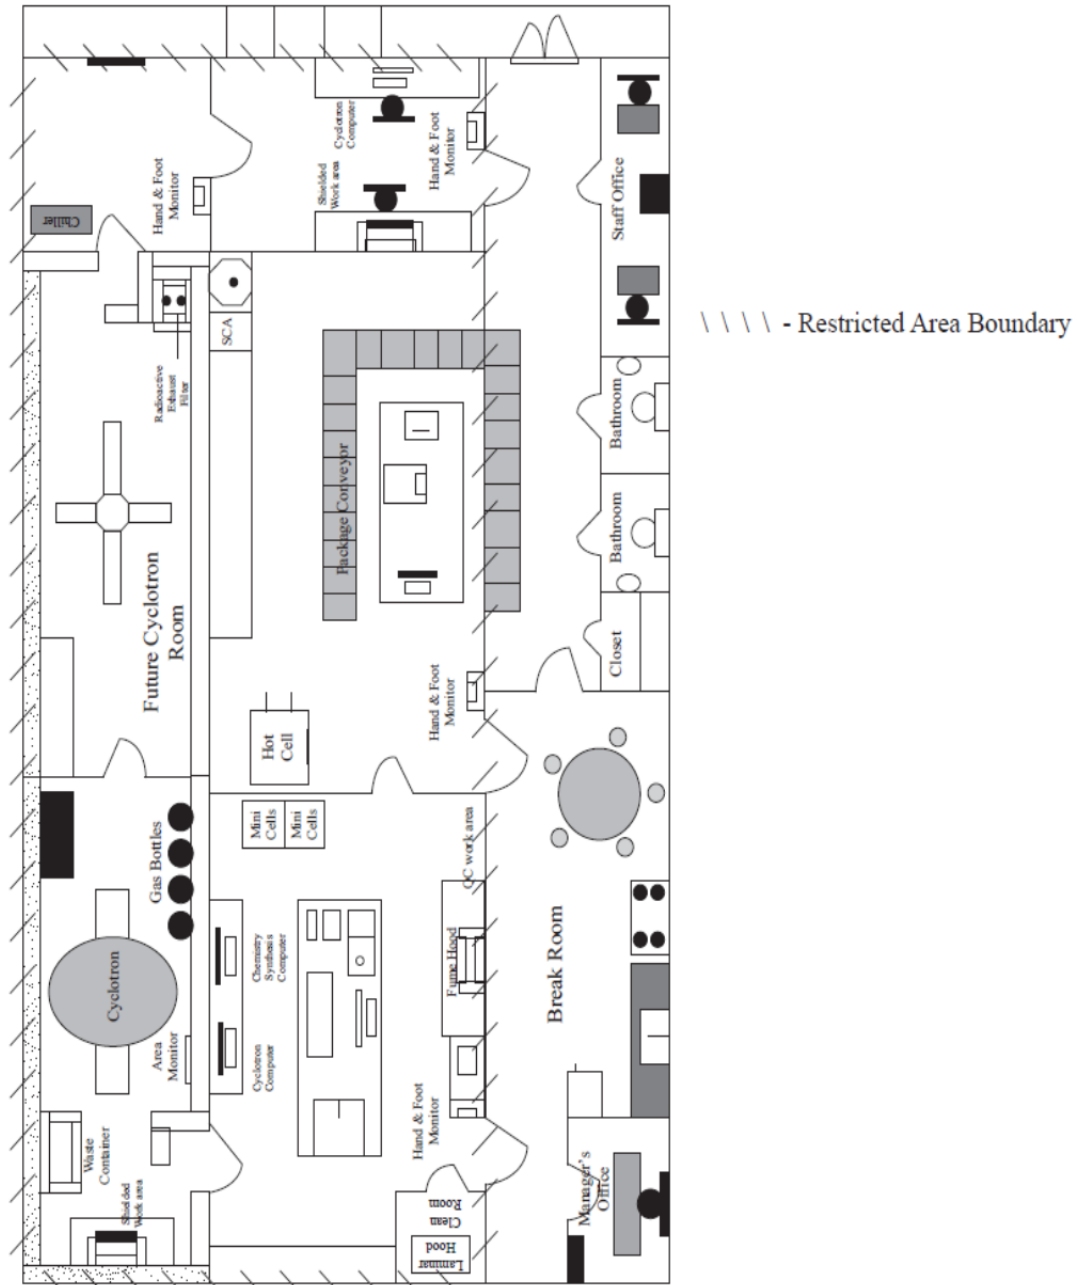 Cyclotron
Computer
Hand & Foot
Monitor
Shielded
Work area
Hand & Foot
Monitor
Chiller
Staff Office
\ \ \ \ - Restricted Area Boundary
SCA
Radioactive
Exhaust
Filter
Bathroom
Package Conveyor
Bathroom
Future Cyclotron
Room
Closet
Hand & Foot
Monitor
Hot
Cell
Mini
Cells
Mini
Cells
QC work area
Gas Bottles
Fume Hood
Chemistry
Synthesis
Computer
Break Room
Cyclotron
Area
Monitor
Cyclotron
Computer
Hand & Foot
Monitor
Waste
Container
Manager's
Office
Shielded
Work area
Clean
Room
Laminar
Hood